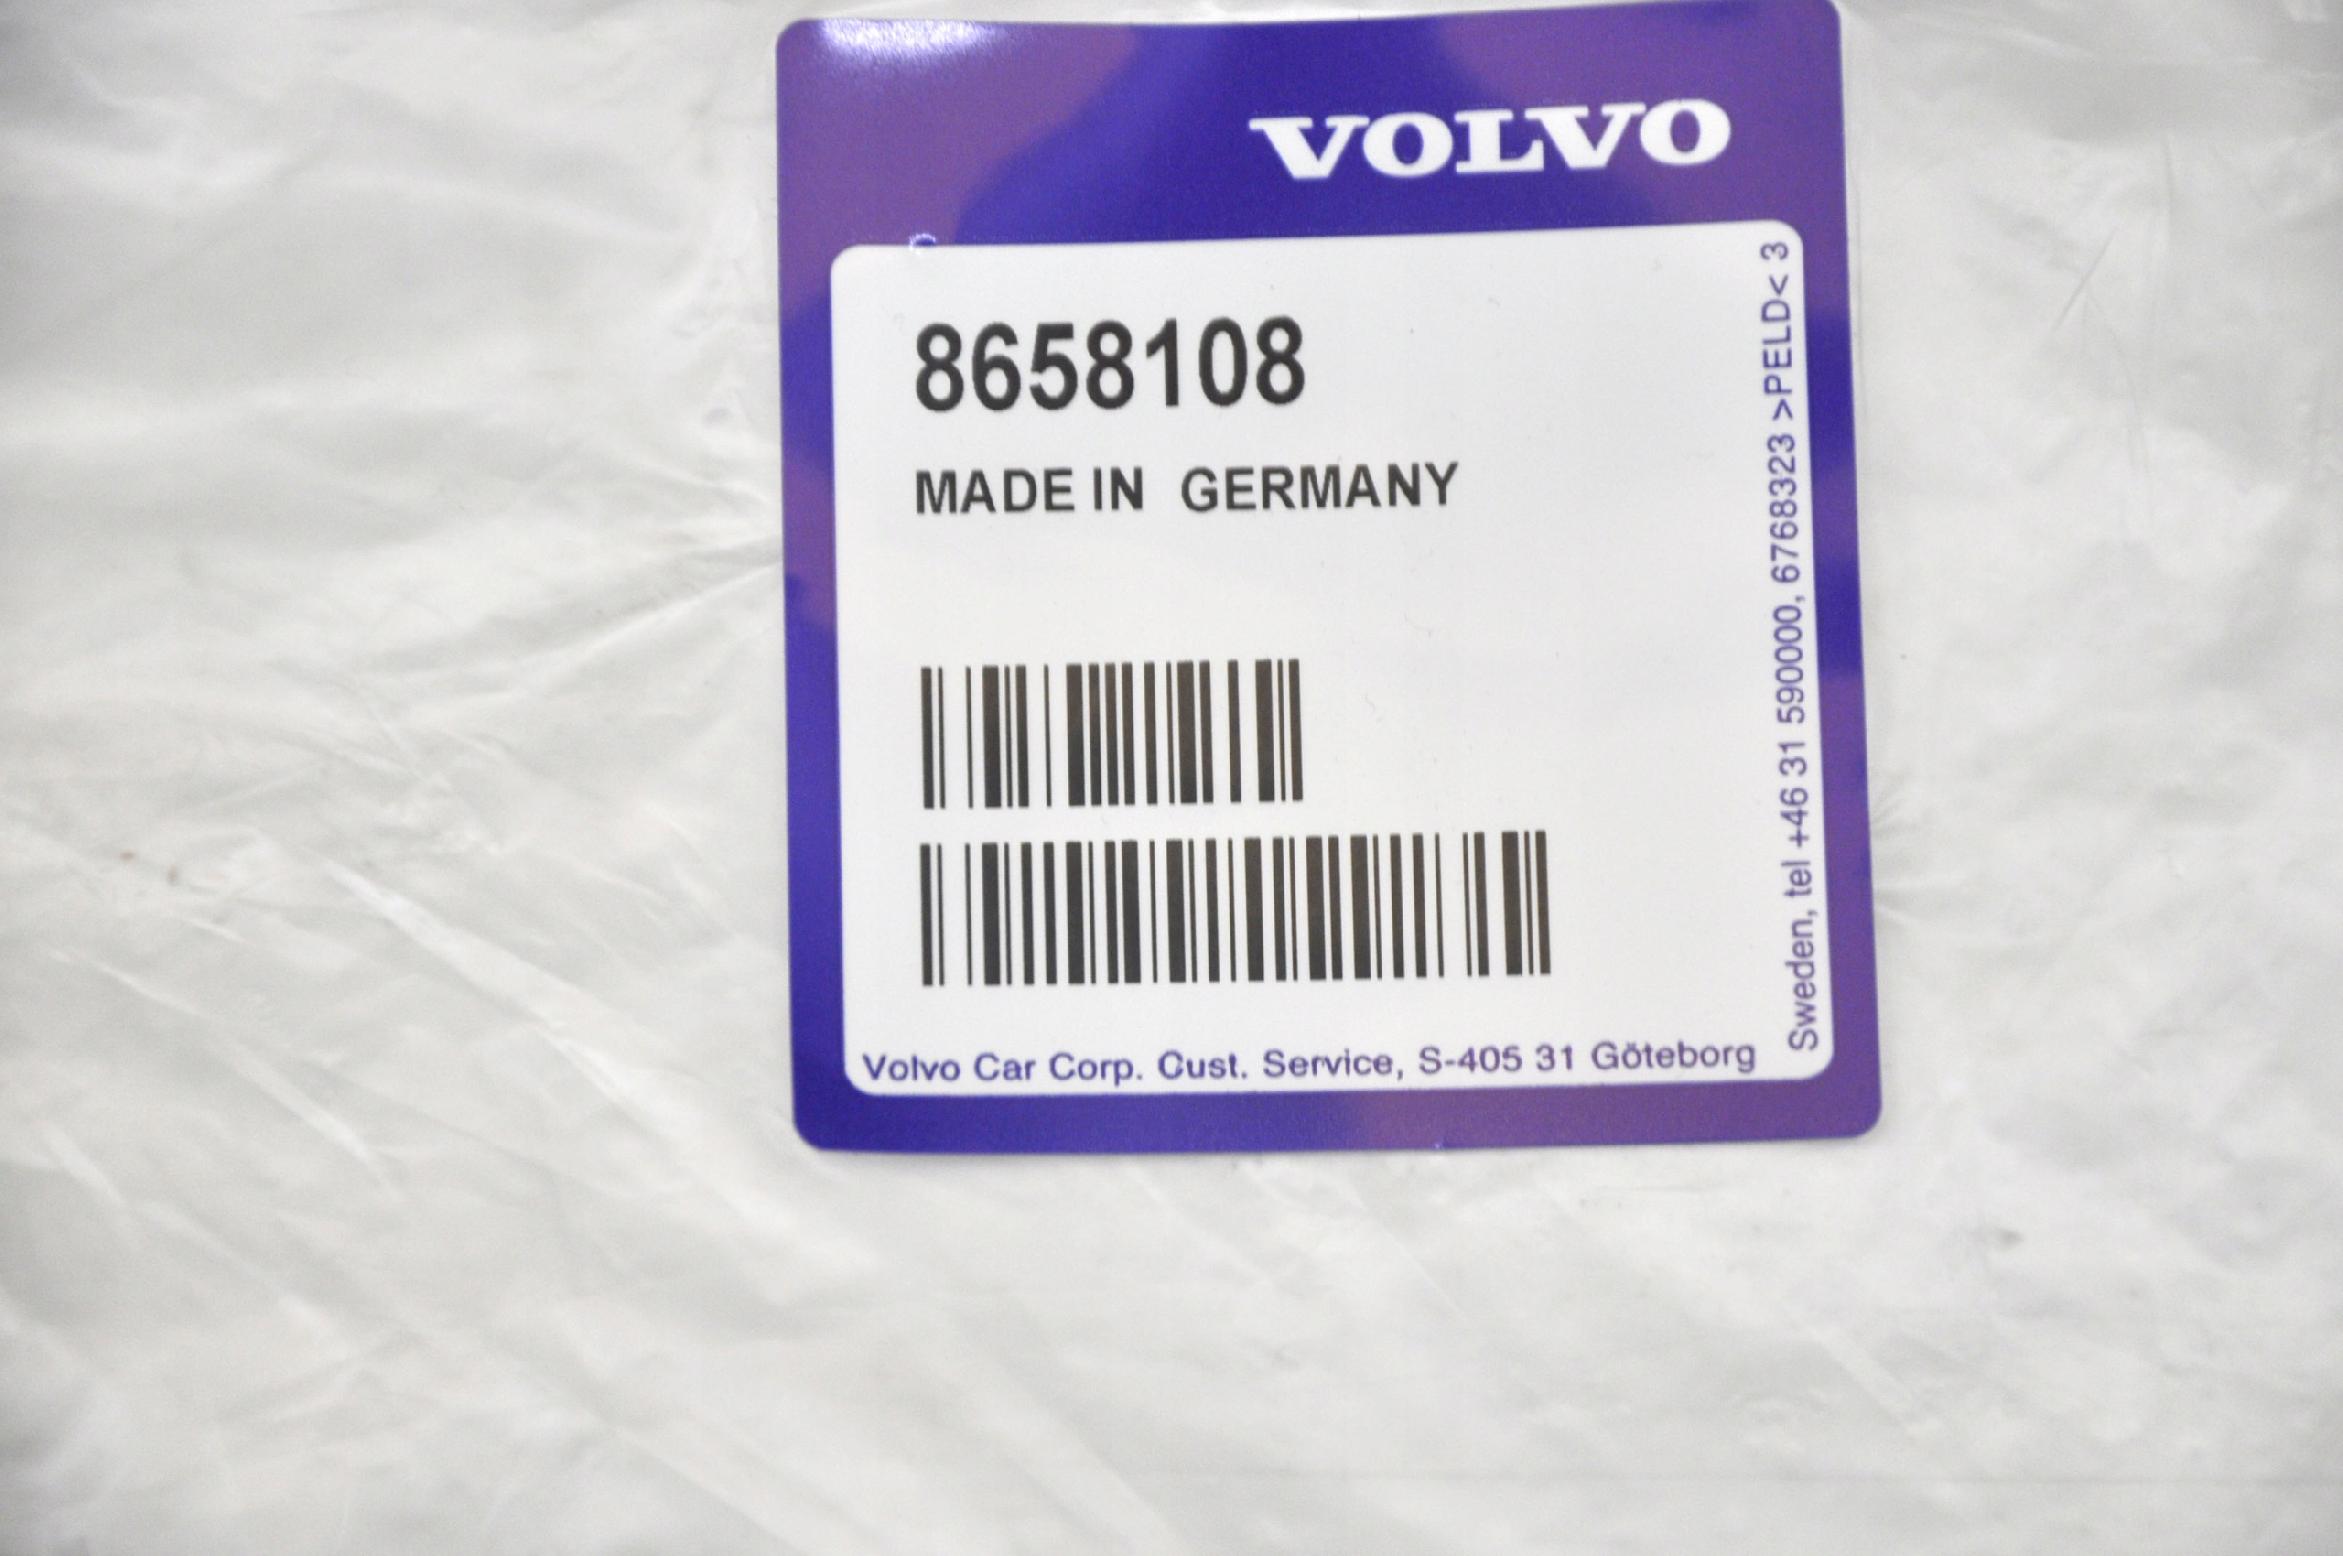 VOLVO
8658108
MADE IN GERMANY
Volvo Car Corp. Cust. Service, S-405 31 Göteborg
Sweden, tel +46 31 590000, 67683323 >PELD< 3